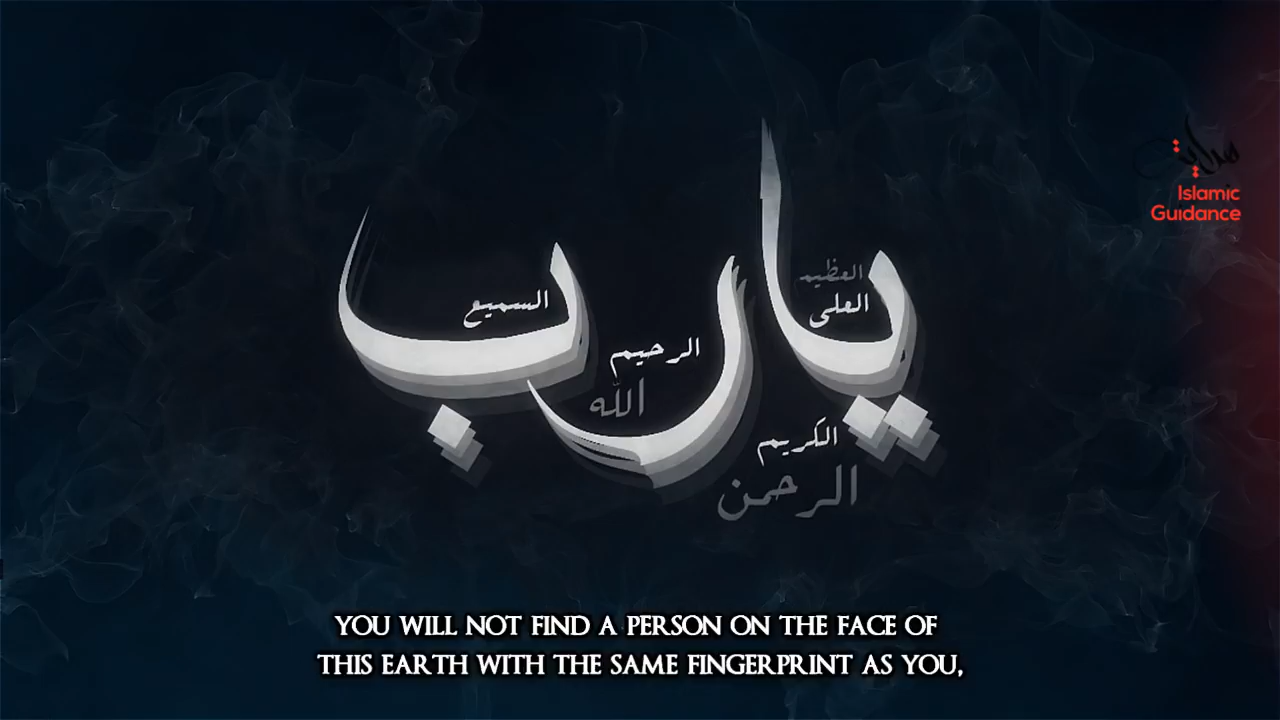 هداية
Islamic
Guidance
يارب
العظيم
العلى
السميع
الرحيم
الله
الكريم
الرحمن
YOU WILL NOT FIND A PERSON ON THE FACE OF
THIS EARTH WITH THE SAME FINGERPRINT AS YOU,